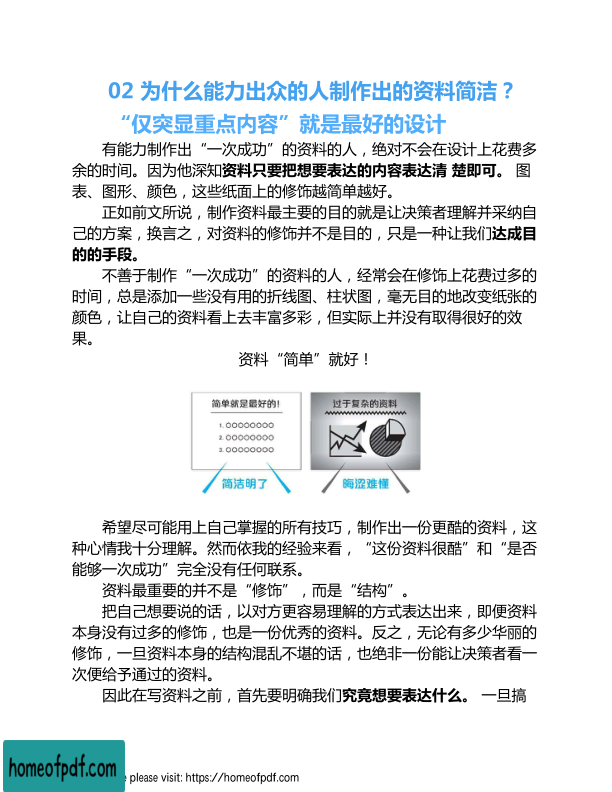 02 为什么能力出众的人制作出的资料简洁？
“仅突显重点内容”就是最好的设计
有能力制作出“一次成功”的资料的人，绝对不会在设计上花费多
余的时间。因为他深知资料只要把想要表达的内容表达清 楚即可。 图
表、图形、颜色，这些纸面上的修饰越简单越好。
正如前文所说，制作资料最主要的目的就是让决策者理解并采纳自
己的方案，换言之，对资料的修饰并不是目的，只是一种让我们达成目
的的手段。
不善于制作“一次成功”的资料的人，经常会在修饰上花费过多的
时间，总是添加一些没有用的折线图、柱状图，毫无目的地改变纸张的
颜色，让自己的资料看上去丰富多彩，但实际上并没有取得很好的效
果。
资料“简单”就好！
简单就是最好的!
1. ○○○○○○○○
2. ○○○○○○○○
3. ○○○○○○○○
简洁明了
过于复杂的资料
晦涩难懂
希望尽可能用上自己掌握的所有技巧，制作出一份更酷的资料，这
种心情我十分理解。然而依我的经验来看，“这份资料很酷”和“是否
能够一次成功”完全没有任何联系。
资料最重要的并不是“修饰”，而是“结构”。
把自己想要说的话，以对方更容易理解的方式表达出来，即便资料
本身没有过多的修饰，也是一份优秀的资料。反之，无论有多少华丽的
修饰，一旦资料本身的结构混乱不堪的话，也绝非一份能让决策者看一
次便给予通过的资料。
因此在写资料之前，首先要明确我们究竟想要表达什么。 一旦搞
homeofpdf.com
please visit: https://homeofpdf.com